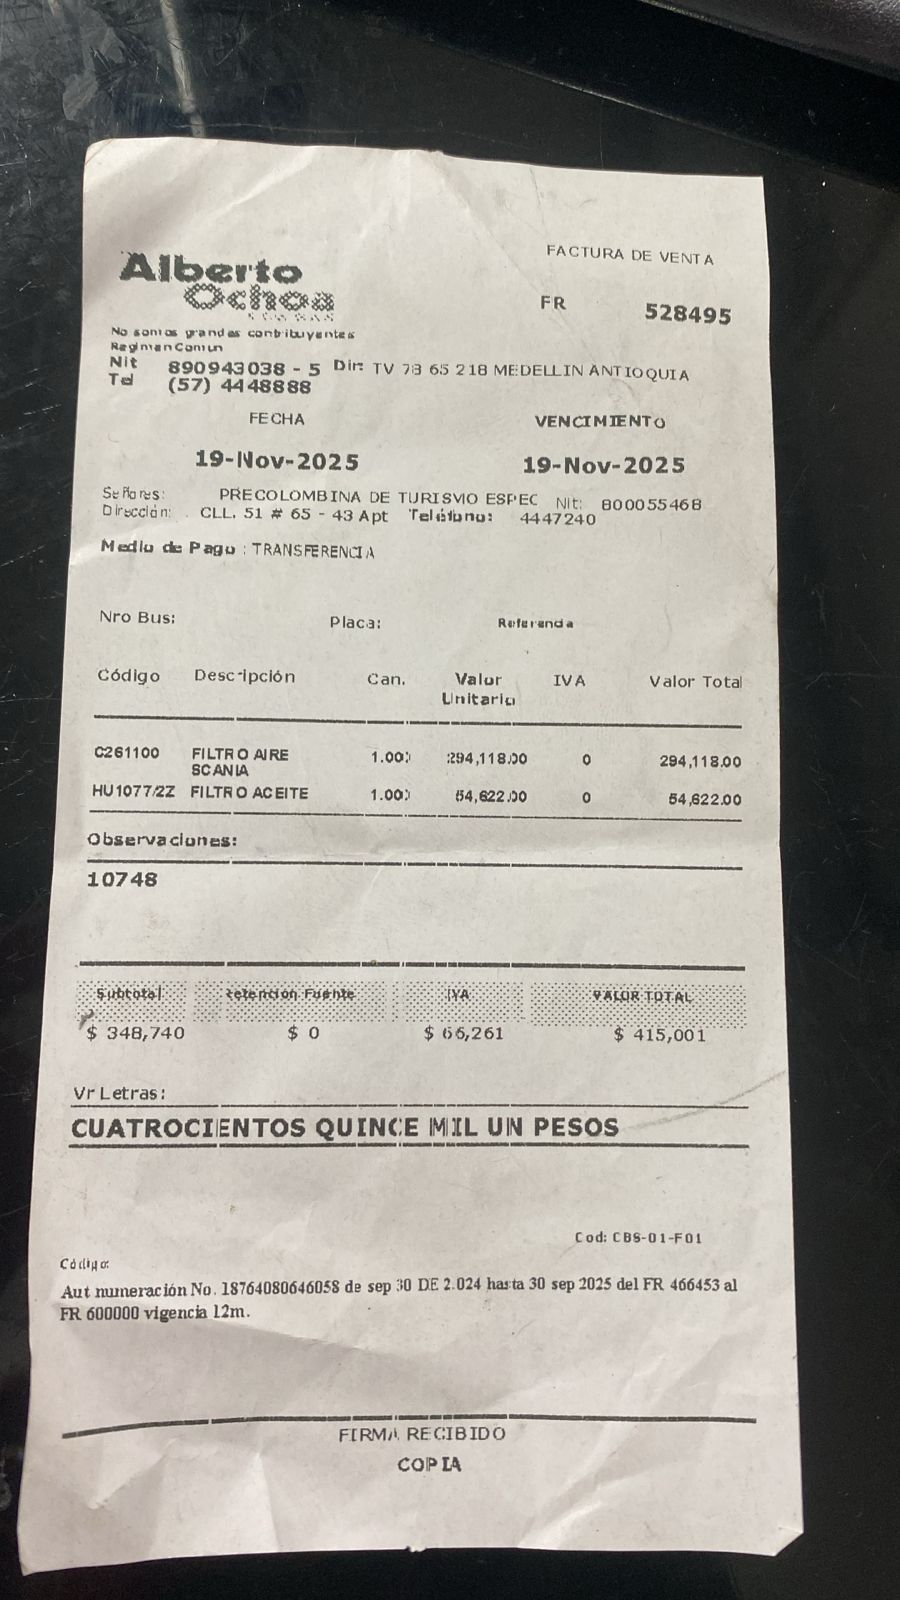 FACTURA DE VENTA
Alberto
Ochoa
FR 528495
No somos grandes contribuyentes
Regimen Comun
Nit 890943038 - 5 Dir: TV 78 65 218 MEDELLIN ANTIOQUIA
Tel (57) 4448888
FECHA VENCIMIENTO
19-Nov-2025 19-Nov-2025
Señores: PRECOLOMBINA DE TURISMO ESPEC Nit: 800055468
Dirección: CLL. 51 # 65 - 43 Apt Teléfono: 4447240
Medio de Pago : TRANSFERENCIA
Nro Bus: Placa: Referencia
Código Descripción Can. Valor Unitario IVA Valor Total
C261100 FILTRO AIRE SCANIA 1.00 294,118.00 0 294,118.00
HU1077/2Z FILTRO ACEITE 1.00 54,622.00 0 54,622.00
Observaciones:
10748
Subtotal Retencion Fuente IVA VALOR TOTAL
$ 348,740 $ 0 $ 66,261 $ 415,001
Vr Letras:
CUATROCIENTOS QUINCE MIL UN PESOS
Cod: CBS-01-F01
Código:
Aut numeración No. 18764080646058 de sep 30 DE 2.024 hasta 30 sep 2025 del FR 466453 al
FR 600000 vigencia 12m.
FIRMA RECIBIDO
COPIA